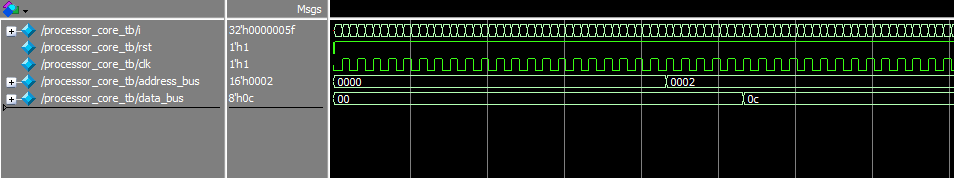 Msgs
/processor_core_tb/i 32'h0000005f
/processor_core_tb/rst 1'h1
/processor_core_tb/clk 1'h1
/processor_core_tb/address_bus 16'h0002 0000 0002
/processor_core_tb/data_bus 8'h0c 00 0c